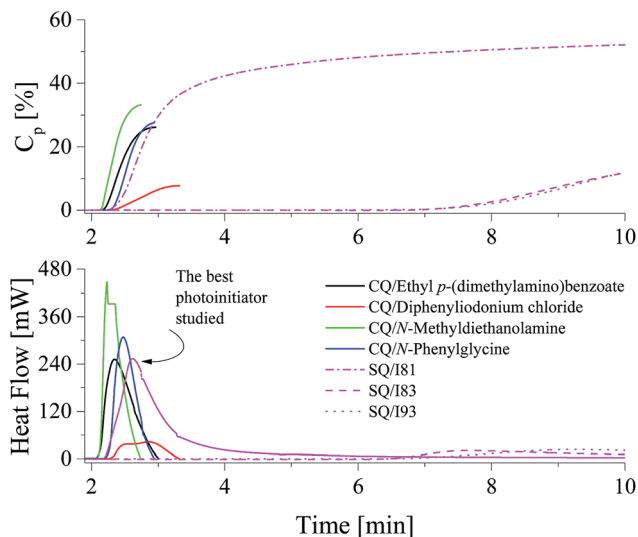 60
40
20
0
C_p [%]
2
4
6
8
10
480
360
240
120
0
Heat Flow [mW]
The best
photoinitiator
studied
CQ/Ethyl p-(dimethylamino)benzoate
CQ/Diphenyliodonium chloride
CQ/N-Methyldiethanolamine
CQ/N-Phenylglycine
SQ/I81
SQ/I83
SQ/I93
2
4
6
8
10
Time [min]